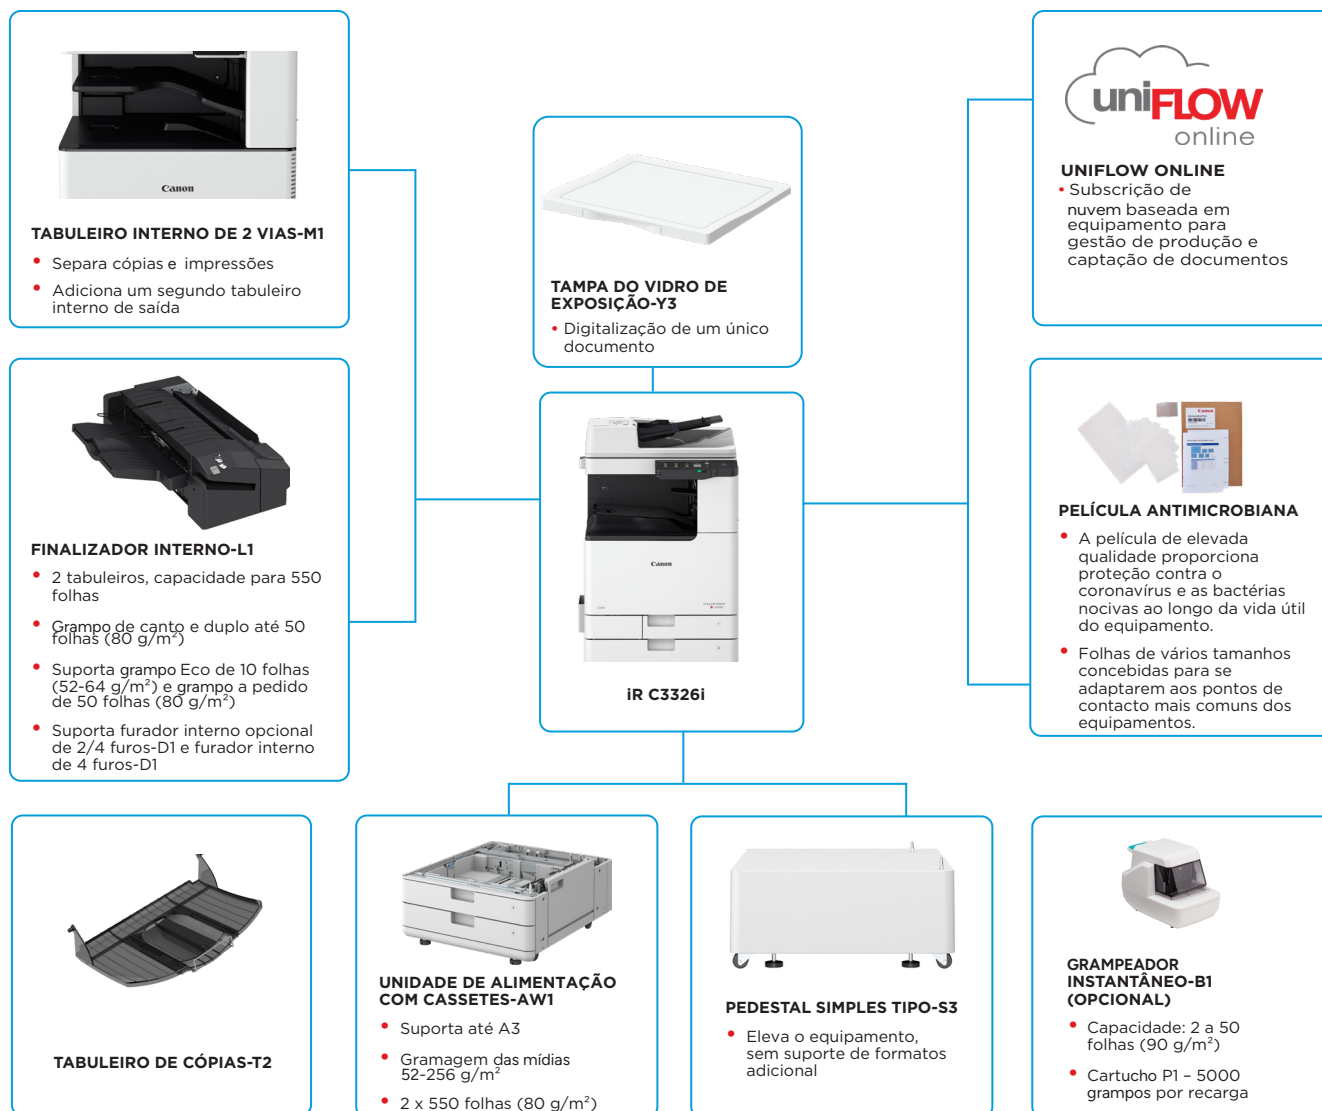 Canon
TABULEIRO INTERNO DE 2 VIAS-M1
• Separa cópias e impressões
• Adiciona um segundo tabuleiro
interno de saída
TAMPA DO VIDRO DE
EXPOSIÇÃO-Y3
• Digitalização de um único
documento
uniFLOW
online
UNIFLOW ONLINE
• Subscrição de
nuvem baseada em
equipamento para
gestão de produção e
captação de documentos
FINALIZADOR INTERNO-L1
• 2 tabuleiros, capacidade para 550
folhas
• Grampo de canto e duplo até 50
folhas (80 g/m²)
• Suporta grampo Eco de 10 folhas
(52-64 g/m²) e grampo a pedido
de 50 folhas (80 g/m²)
• Suporta furador interno opcional
de 2/4 furos-D1 e furador interno
de 4 furos-D1
Canon
iR C3326i
Canon
PELÍCULA ANTIMICROBIANA
• A película de elevada
qualidade proporciona
proteção contra o
coronavírus e as bactérias
nocivas ao longo da vida útil
do equipamento.
• Folhas de vários tamanhos
concebidas para se
adaptarem aos pontos de
contacto mais comuns dos
equipamentos.
TABULEIRO DE CÓPIAS-T2
UNIDADE DE ALIMENTAÇÃO
COM CASSETES-AW1
• Suporta até A3
• Gramagem das mídias
52-256 g/m²
• 2 x 550 folhas (80 g/m²)
PEDESTAL SIMPLES TIPO-S3
• Eleva o equipamento,
sem suporte de formatos
adicional
GRAMPEADOR
INSTANTÂNEO-B1
(OPCIONAL)
• Capacidade: 2 a 50
folhas (90 g/m²)
• Cartucho P1 – 5000
grampos por recarga